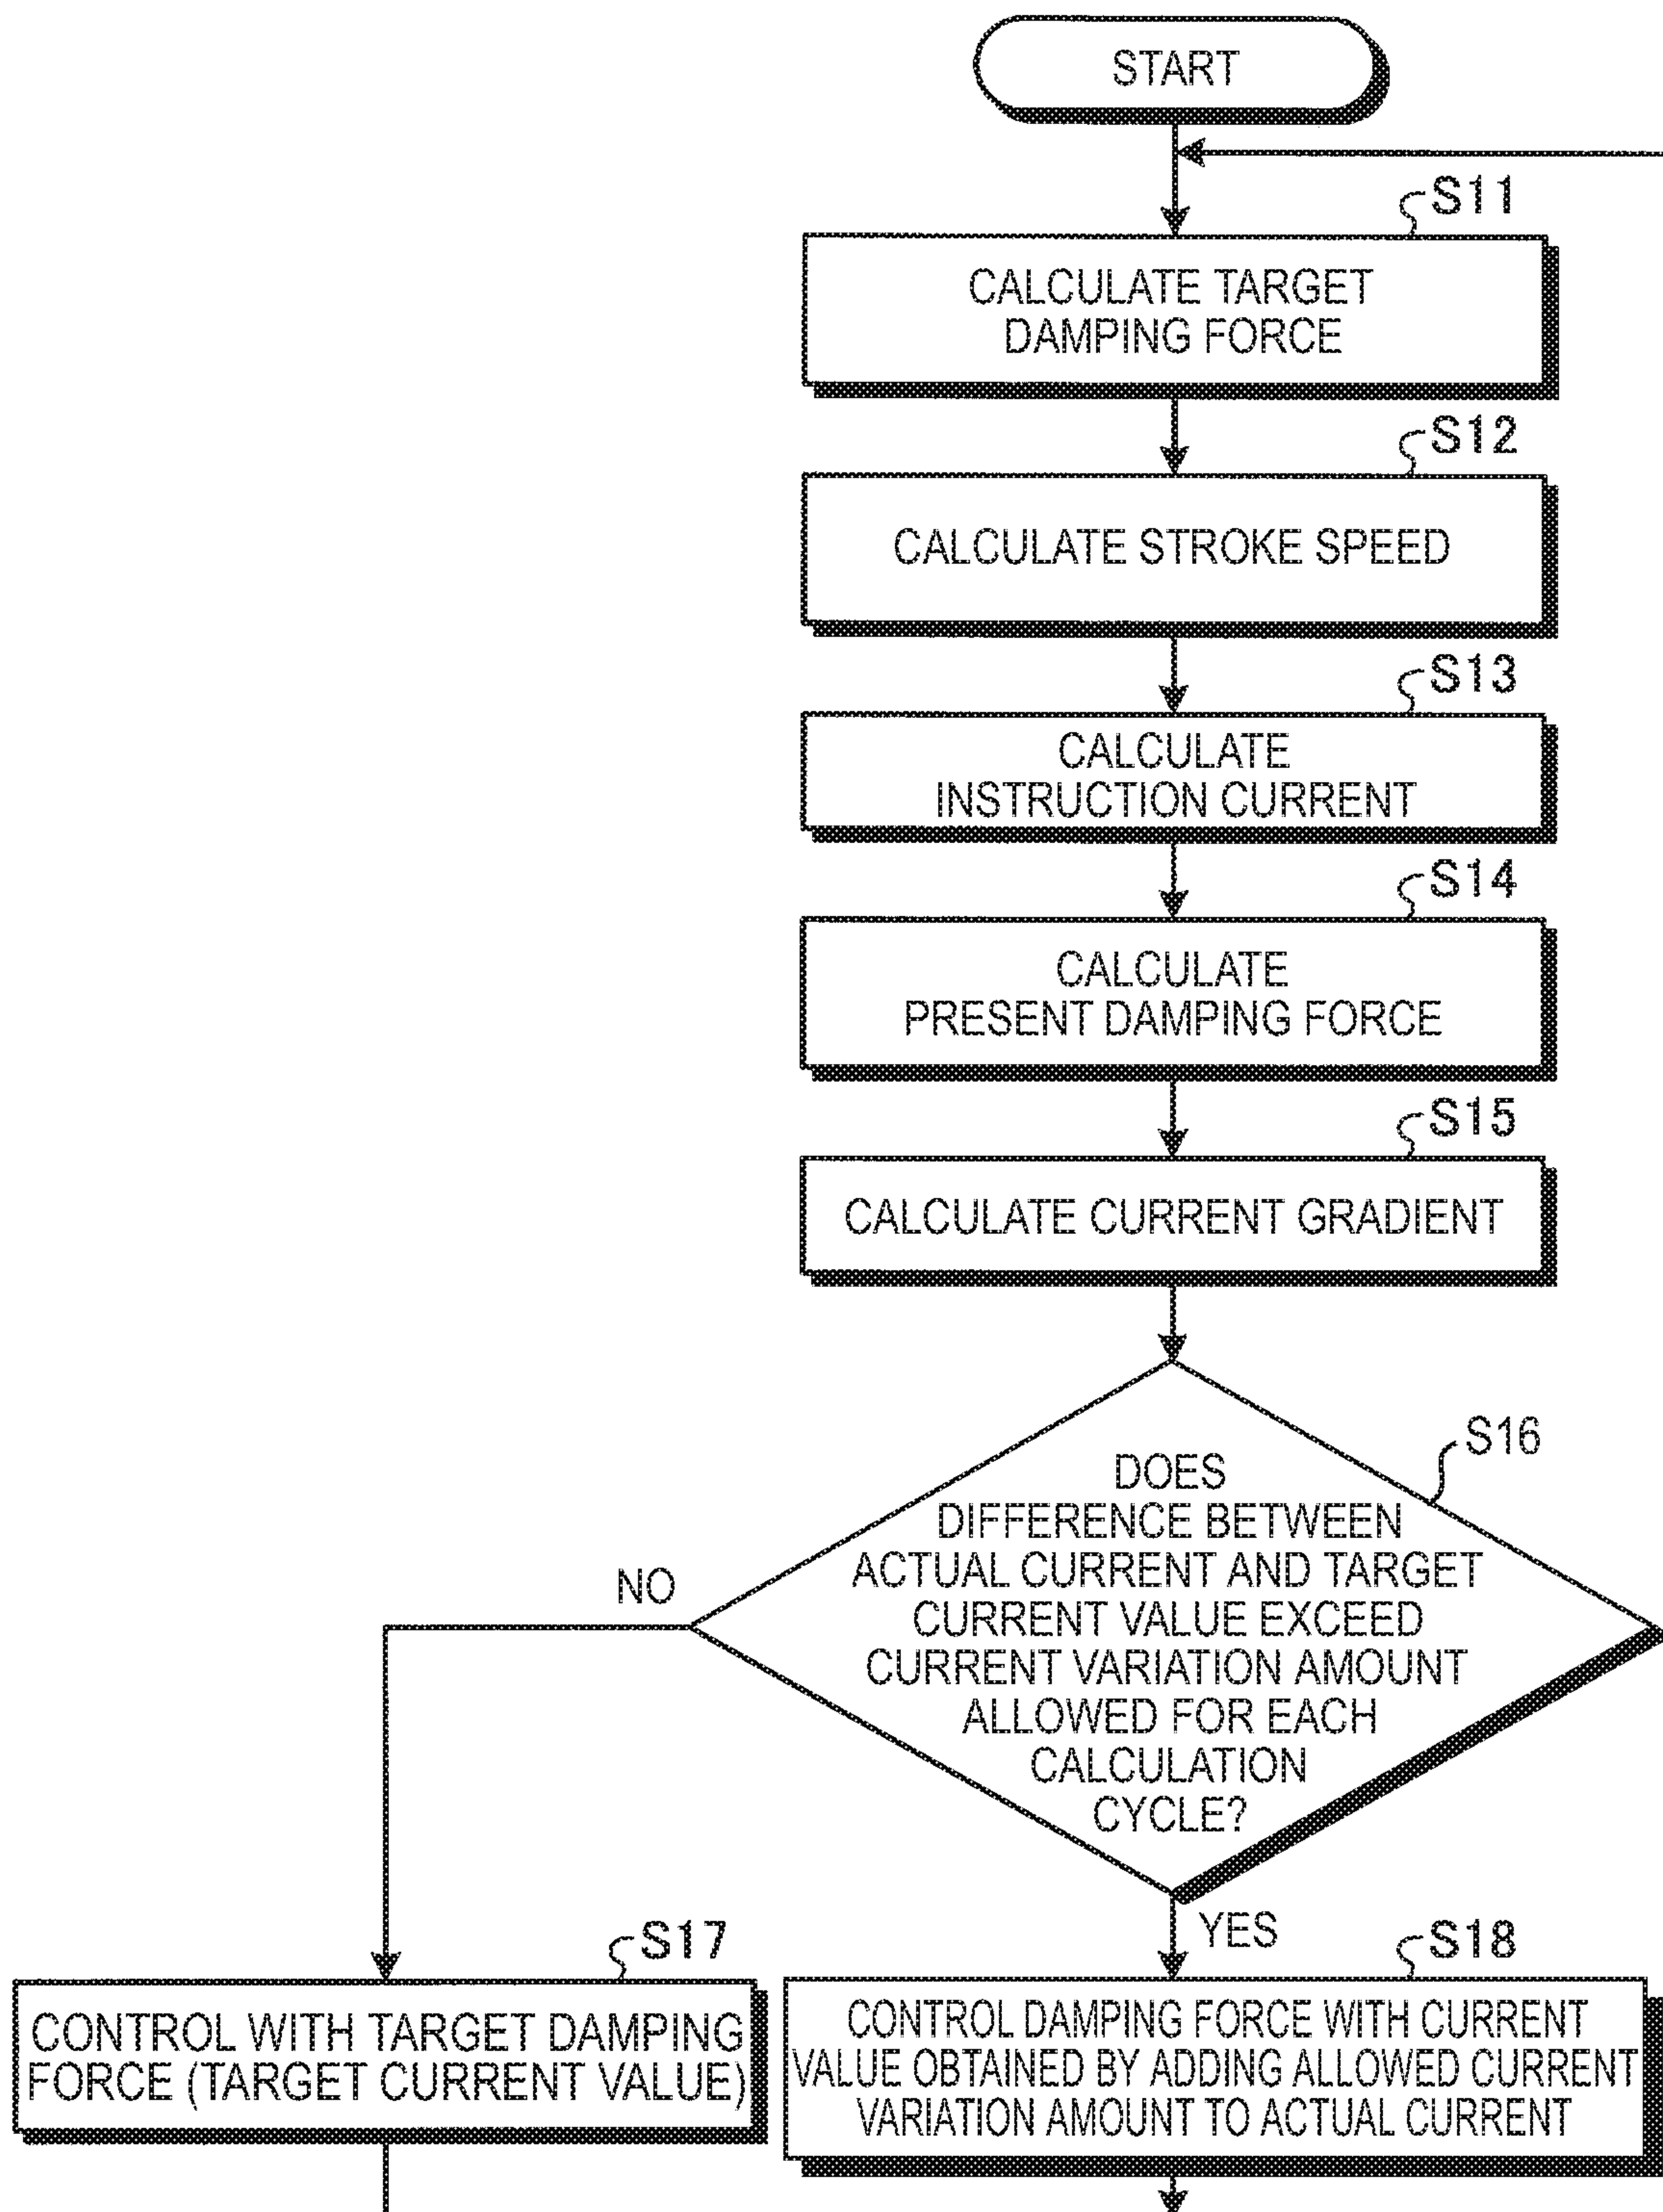 START
S11
CALCULATE TARGET
DAMPING FORCE
S12
CALCULATE STROKE SPEED
S13
CALCULATE
INSTRUCTION CURRENT
S14
CALCULATE
PRESENT DAMPING FORCE
S15
CALCULATE CURRENT GRADIENT
S16
DOES
DIFFERENCE BETWEEN
ACTUAL CURRENT AND TARGET
CURRENT VALUE EXCEED
CURRENT VARIATION AMOUNT
ALLOWED FOR EACH
CALCULATION
CYCLE?
NO
YES
S17
CONTROL WITH TARGET DAMPING
FORCE (TARGET CURRENT VALUE)
S18
CONTROL DAMPING FORCE WITH CURRENT
VALUE OBTAINED BY ADDING ALLOWED CURRENT
VARIATION AMOUNT TO ACTUAL CURRENT